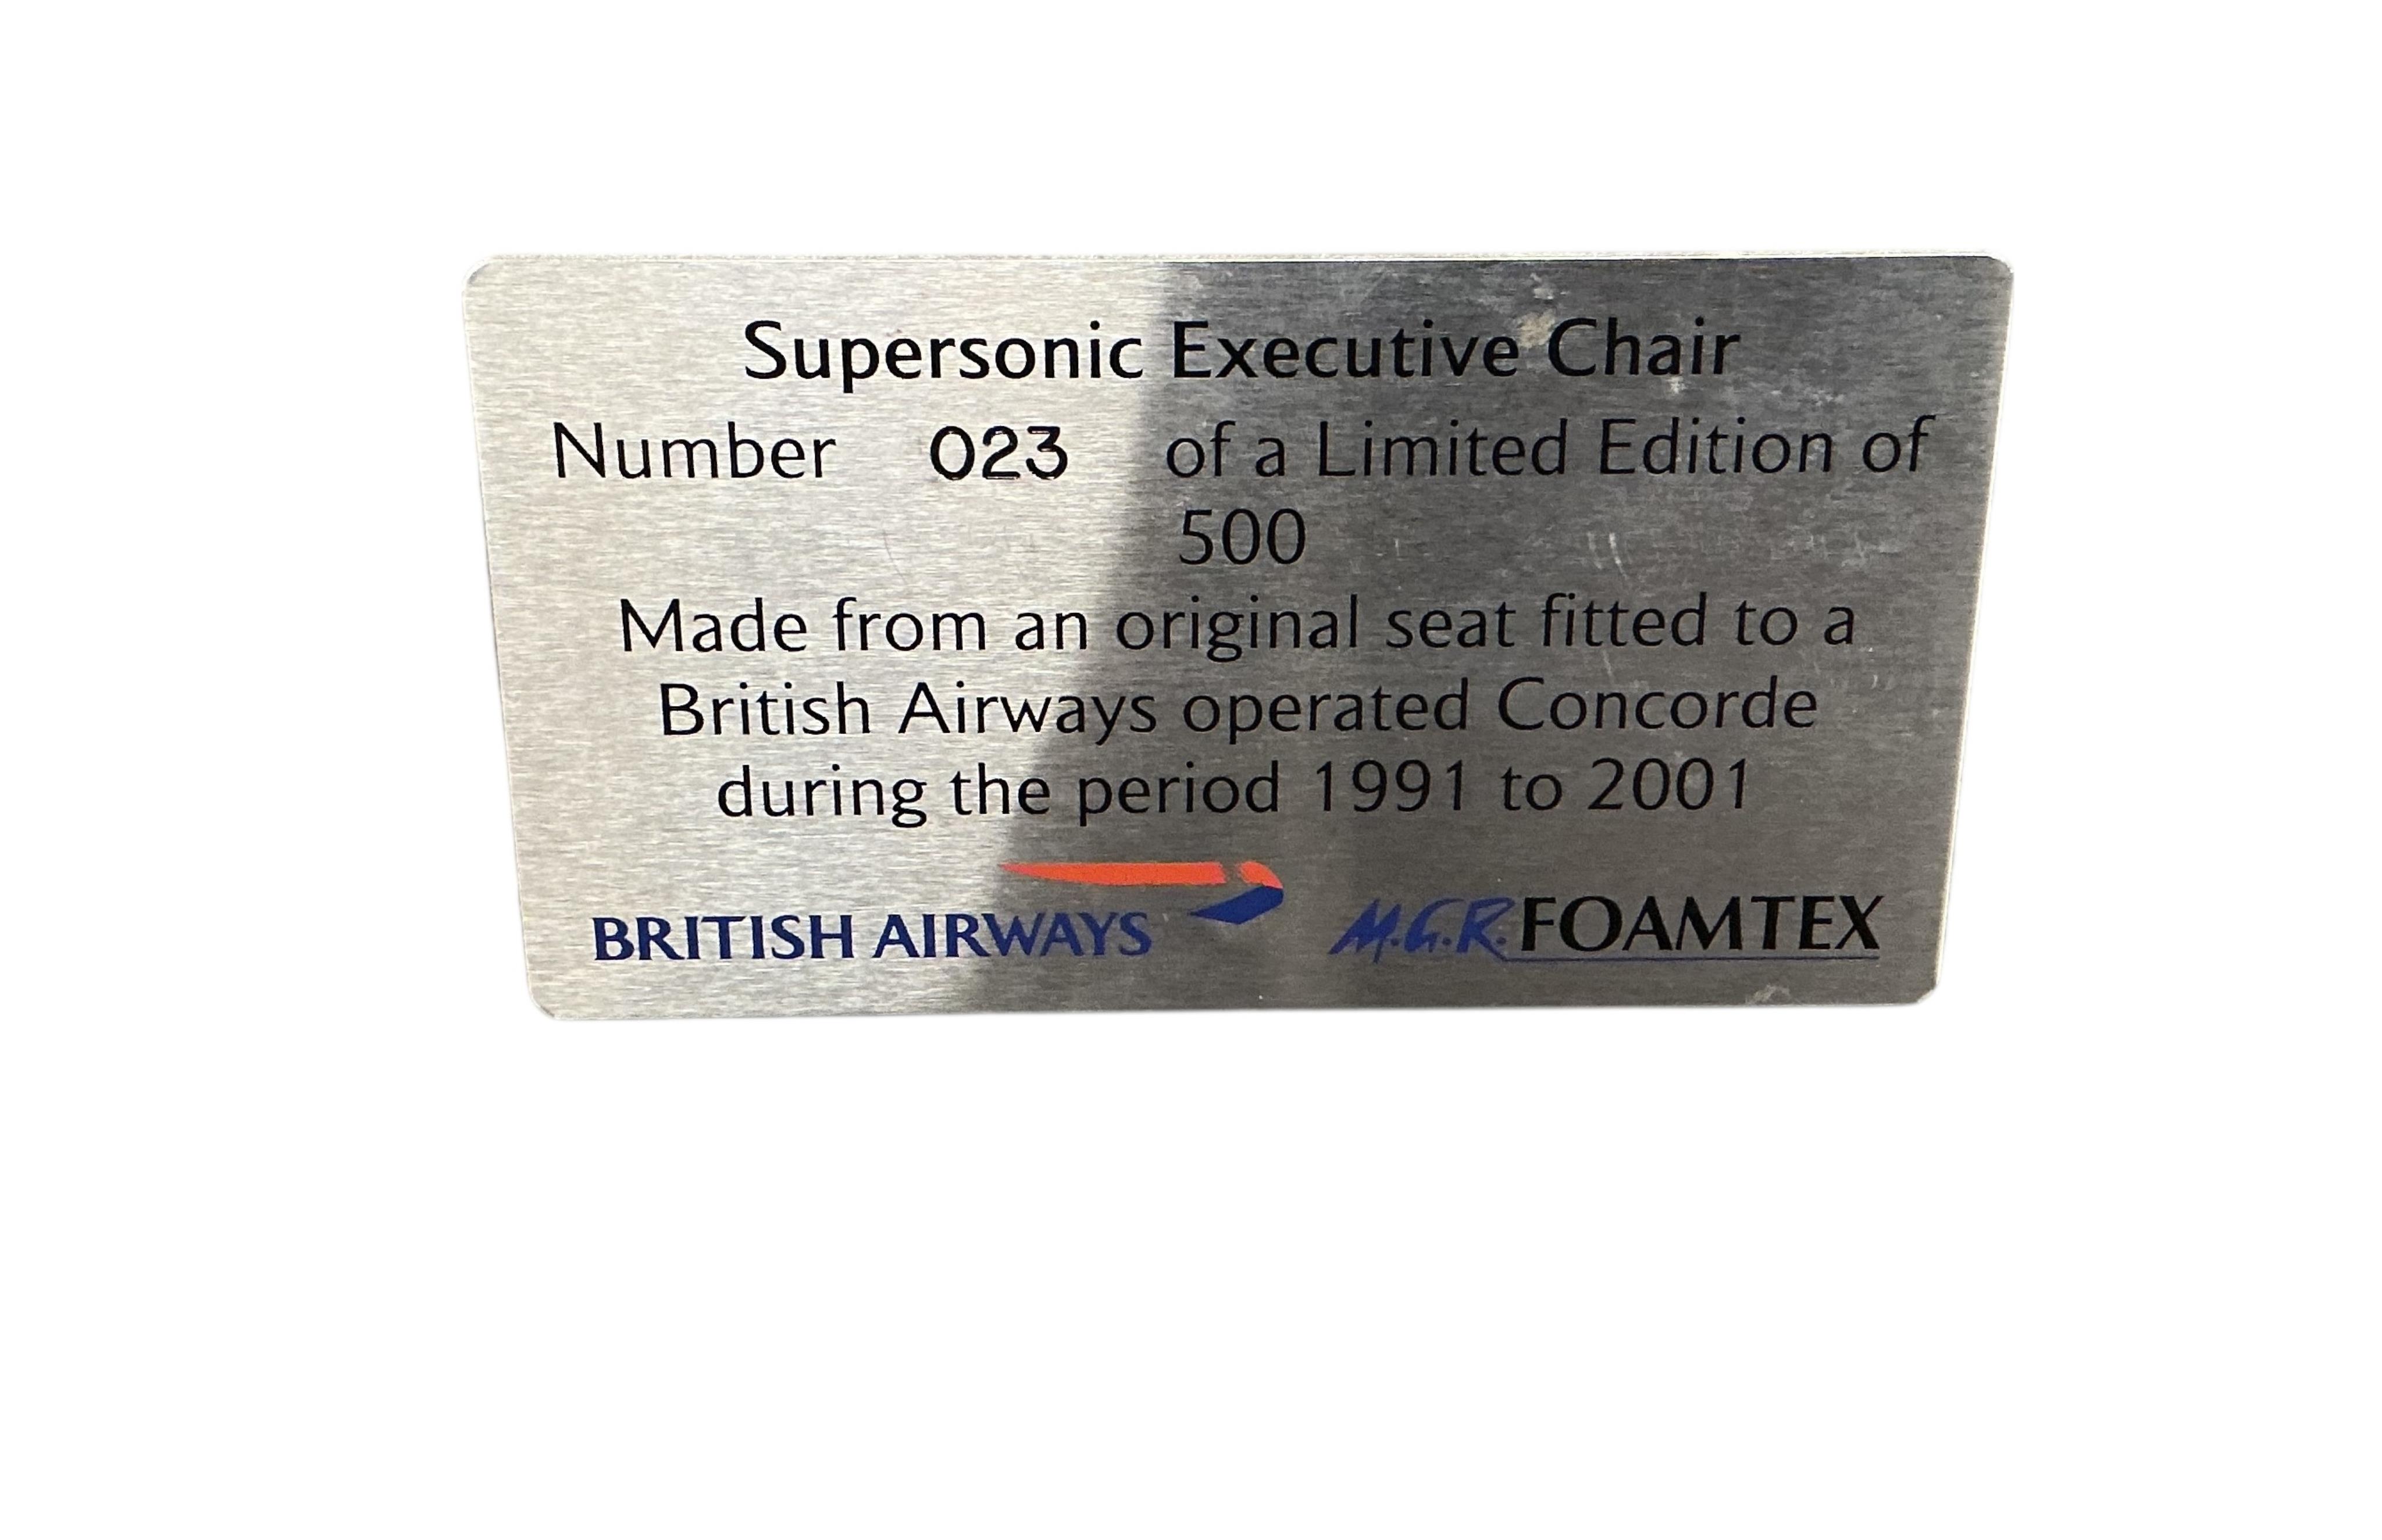 Supersonic Executive Chair
Number 023 of a Limited Edition of
500
Made from an original seat fitted to a
British Airways operated Concorde
during the period 1991 to 2001
BRITISH AIRWAYS M.G.R. FOAMTEX